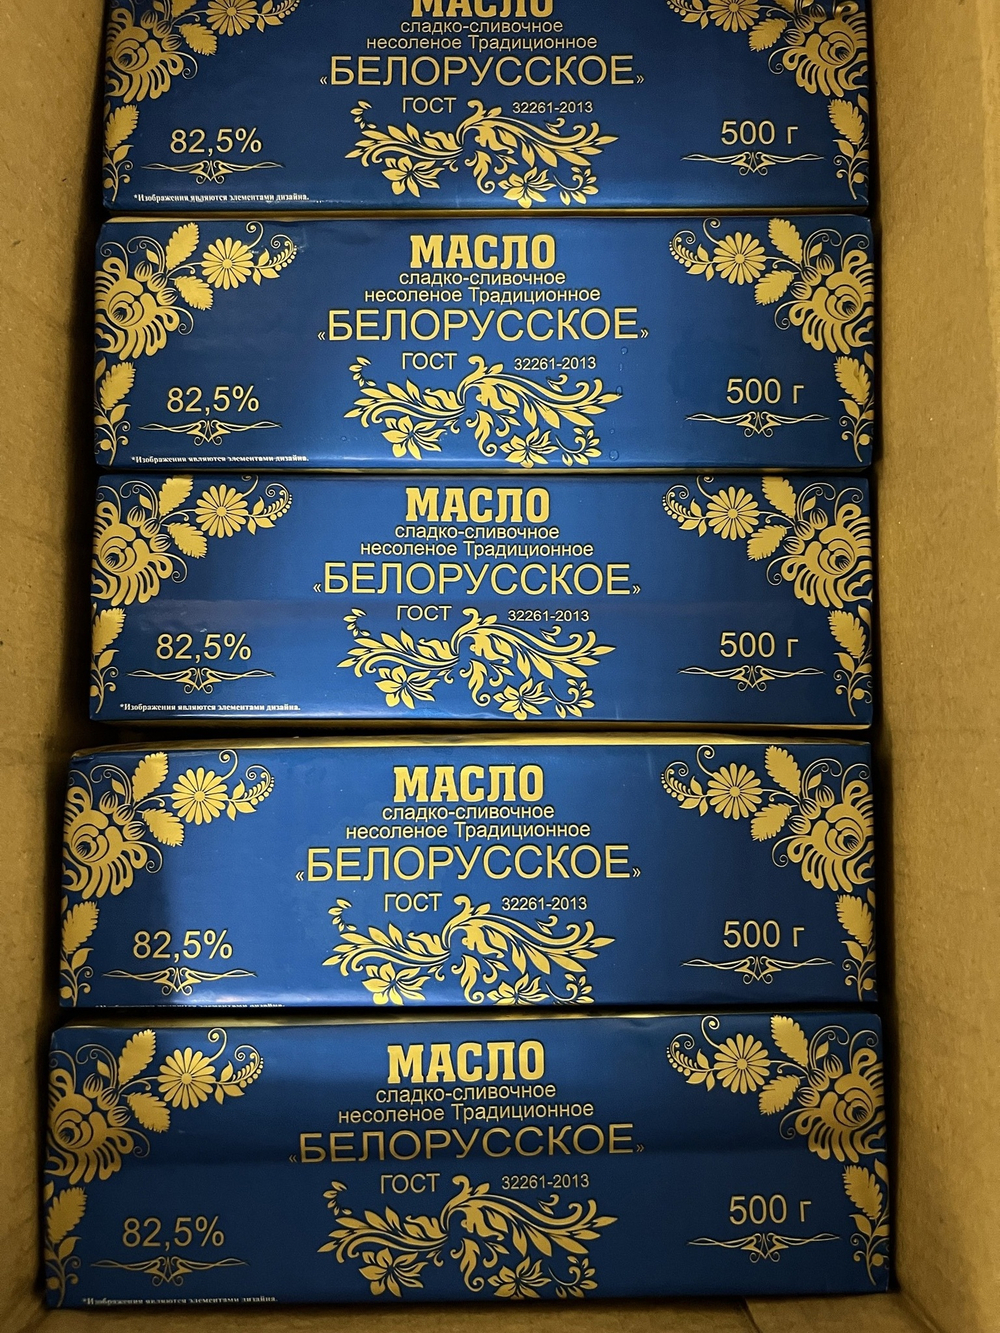 МАСЛО
сладко-сливочное
несоленое Традиционное
«БЕЛОРУССКОЕ»
ГОСТ 32261-2013
82,5% 500 г
*Изображения являются элементами дизайна.
МАСЛО
сладко-сливочное
несоленое Традиционное
«БЕЛОРУССКОЕ»
ГОСТ 32261-2013
82,5% 500 г
*Изображения являются элементами дизайна.
МАСЛО
сладко-сливочное
несоленое Традиционное
«БЕЛОРУССКОЕ»
ГОСТ 32261-2013
82,5% 500 г
*Изображения являются элементами дизайна.
МАСЛО
сладко-сливочное
несоленое Традиционное
«БЕЛОРУССКОЕ»
ГОСТ 32261-2013
82,5% 500 г
МАСЛО
сладко-сливочное
несоленое Традиционное
«БЕЛОРУССКОЕ»
ГОСТ 32261-2013
82,5% 500 г
*Изображения являются элементами дизайна.